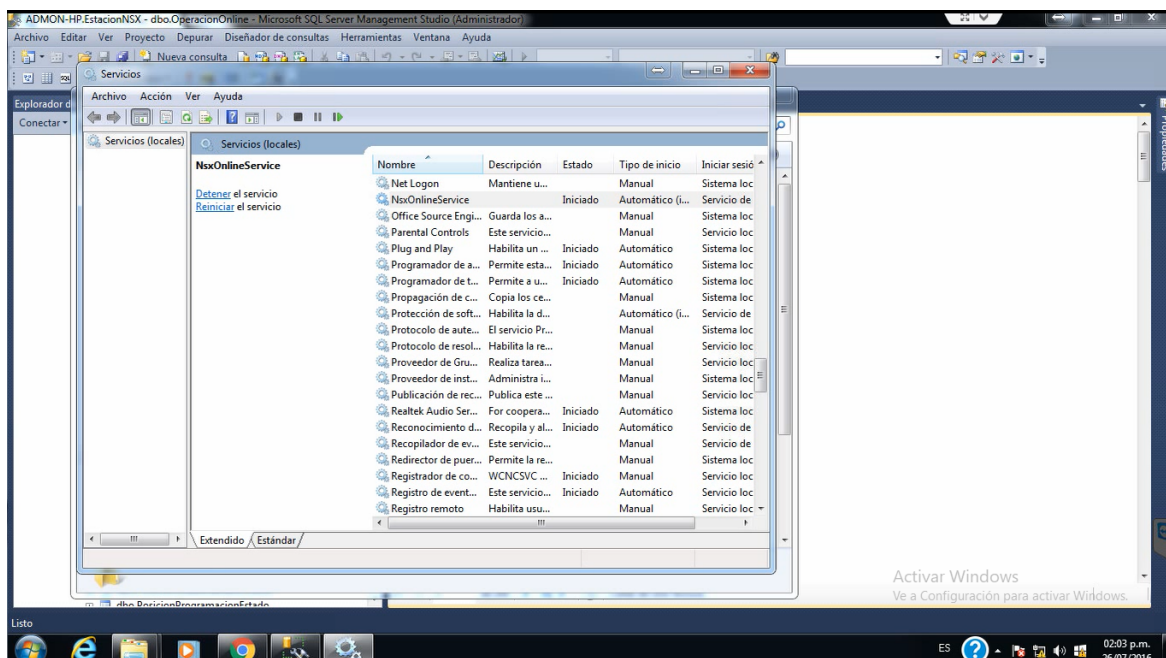 ADMON-HP.EstacionNSX - dbo.OperacionOnline - Microsoft SQL Server Management Studio (Administrador)
Archivo Editar Ver Proyecto Depurar Diseñador de consultas Herramientas Ventana Ayuda
Nueva consulta
Servicios
Explorador d
Conectar
Propiedades
Archivo Acción Ver Ayuda
Servicios (locales)
Servicios (locales)
NsxOnlineService
Detener el servicio
Reiniciar el servicio
Nombre Descripción Estado Tipo de inicio Iniciar sesió
Net Logon Mantiene u... Manual Sistema loc
NsxOnlineService Iniciado Automático (i... Servicio de
Office Source Engi... Guarda los a... Manual Sistema loc
Parental Controls Este servicio... Manual Servicio loc
Plug and Play Habilita un ... Iniciado Automático Sistema loc
Programador de a... Permite esta... Iniciado Automático Sistema loc
Programador de t... Permite a u... Iniciado Automático Sistema loc
Propagación de c... Copia los ce... Manual Sistema loc
Protección de soft... Habilita la d... Automático (i... Servicio de
Protocolo de aute... El servicio Pr... Manual Sistema loc
Protocolo de resol... Habilita la re... Manual Servicio loc
Proveedor de Gru... Realiza tarea... Manual Servicio loc
Proveedor de inst... Administra i... Manual Sistema loc
Publicación de rec... Publica este ... Manual Servicio loc
Realtek Audio Ser... For coopera... Iniciado Automático Sistema loc
Reconocimiento d... Recopila y al... Iniciado Automático Servicio de
Recopilador de ev... Este servicio... Manual Servicio de
Redirector de puer... Permite la re... Manual Sistema loc
Registrador de co... WCNCSVC ... Iniciado Manual Servicio loc
Registro de event... Este servicio... Iniciado Automático Servicio loc
Registro remoto Habilita usu... Manual Servicio loc
Extendido Estándar
dbo.PosicionProgramacionEstado
Activar Windows
Ve a Configuración para activar Windows.
Listo
ES
02:03 p.m.
26/07/2016